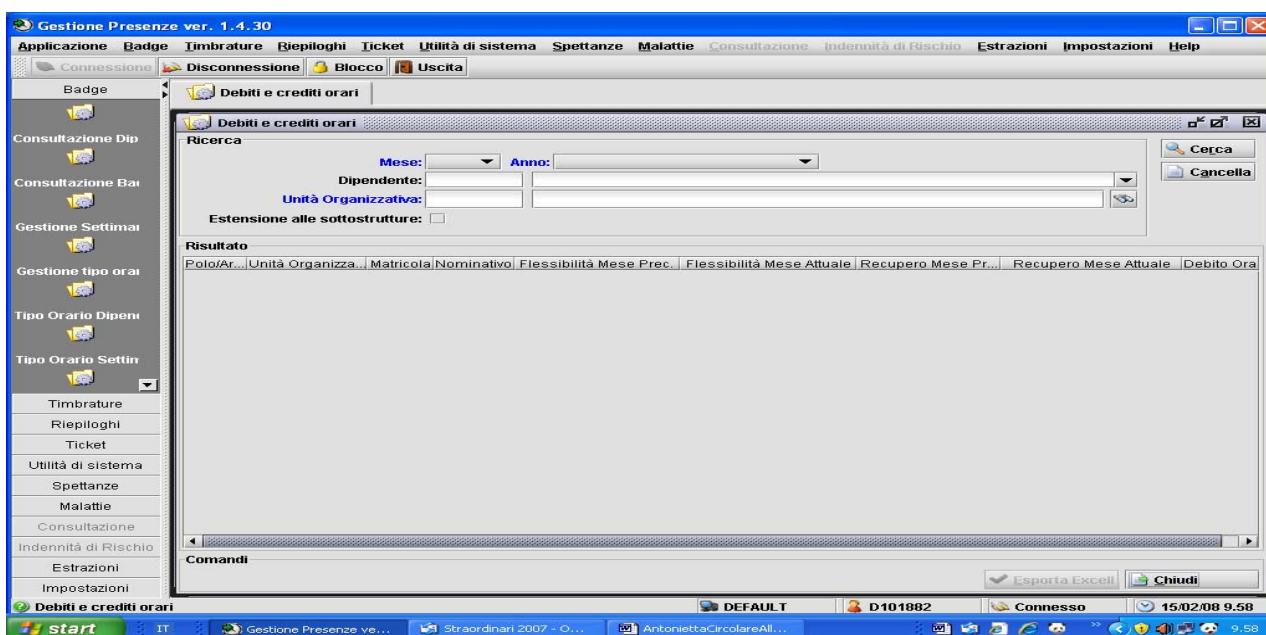 Gestione Presenze ver. 1.4.30
Applicazione Badge Timbrature Riepiloghi Ticket Utilità di sistema Spettanze Malattie Consultazione Indennità di Rischio Estrazioni Impostazioni Help
Connessione Disconnessione Blocco Uscita
Badge
Debiti e crediti orari
Debiti e crediti orari
Consultazione Dip
Consultazione Bad
Gestione Settimai
Gestione tipo orai
Tipo Orario Dipen
Tipo Orario Settin
Timbrature
Riepiloghi
Ticket
Utilità di sistema
Spettanze
Malattie
Consultazione
Indennità di Rischio
Estrazioni
Impostazioni
Ricerca
Mese: Anno:
Dipendente:
Unità Organizzativa:
Estensione alle sottostrutture:
Cerca
Cancella
Risultato
Polo/Ar... Unità Organizza... Matricola Nominativo Flessibilità Mese Prec. Flessibilità Mese Attuale Recupero Mese Pr... Recupero Mese Attuale Debito Ora
Comandi
Esporta Excell Chiudi
Debiti e crediti orari DEFAULT D101882 Connesso 15/02/08 9.58
start IT Gestione Presenze ve... Straordinari 2007 - O... AntoniettaCircolareAll... 9.58